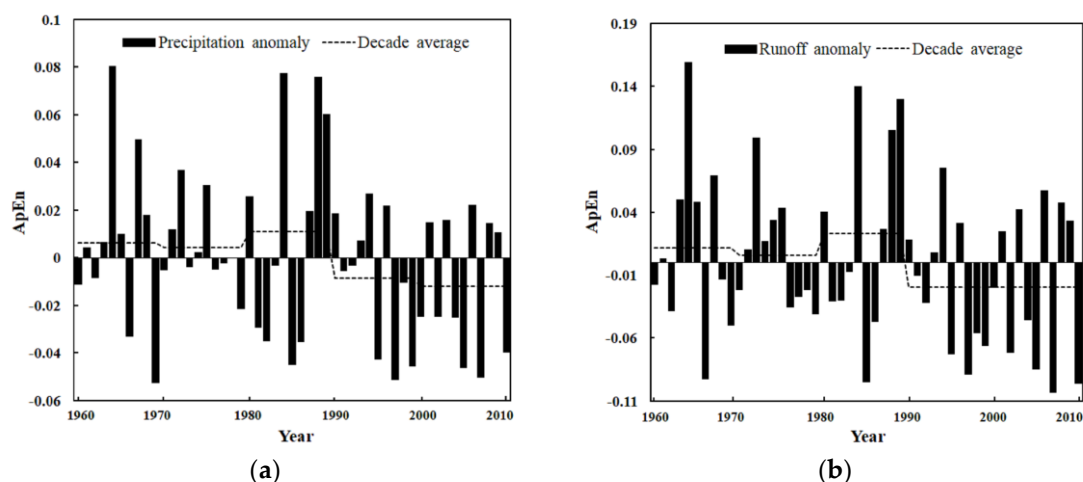 0.1
Precipitation anomaly Decade average
0.08
0.06
0.04
0.02
0
-0.02
-0.04
-0.06
ApEn
1960 1970 1980 1990 2000 2010
Year
(a)
0.19
Runoff anomaly Decade average
0.14
0.09
0.04
-0.01
-0.06
-0.11
ApEn
1960 1970 1980 1990 2000 2010
Year
(b)